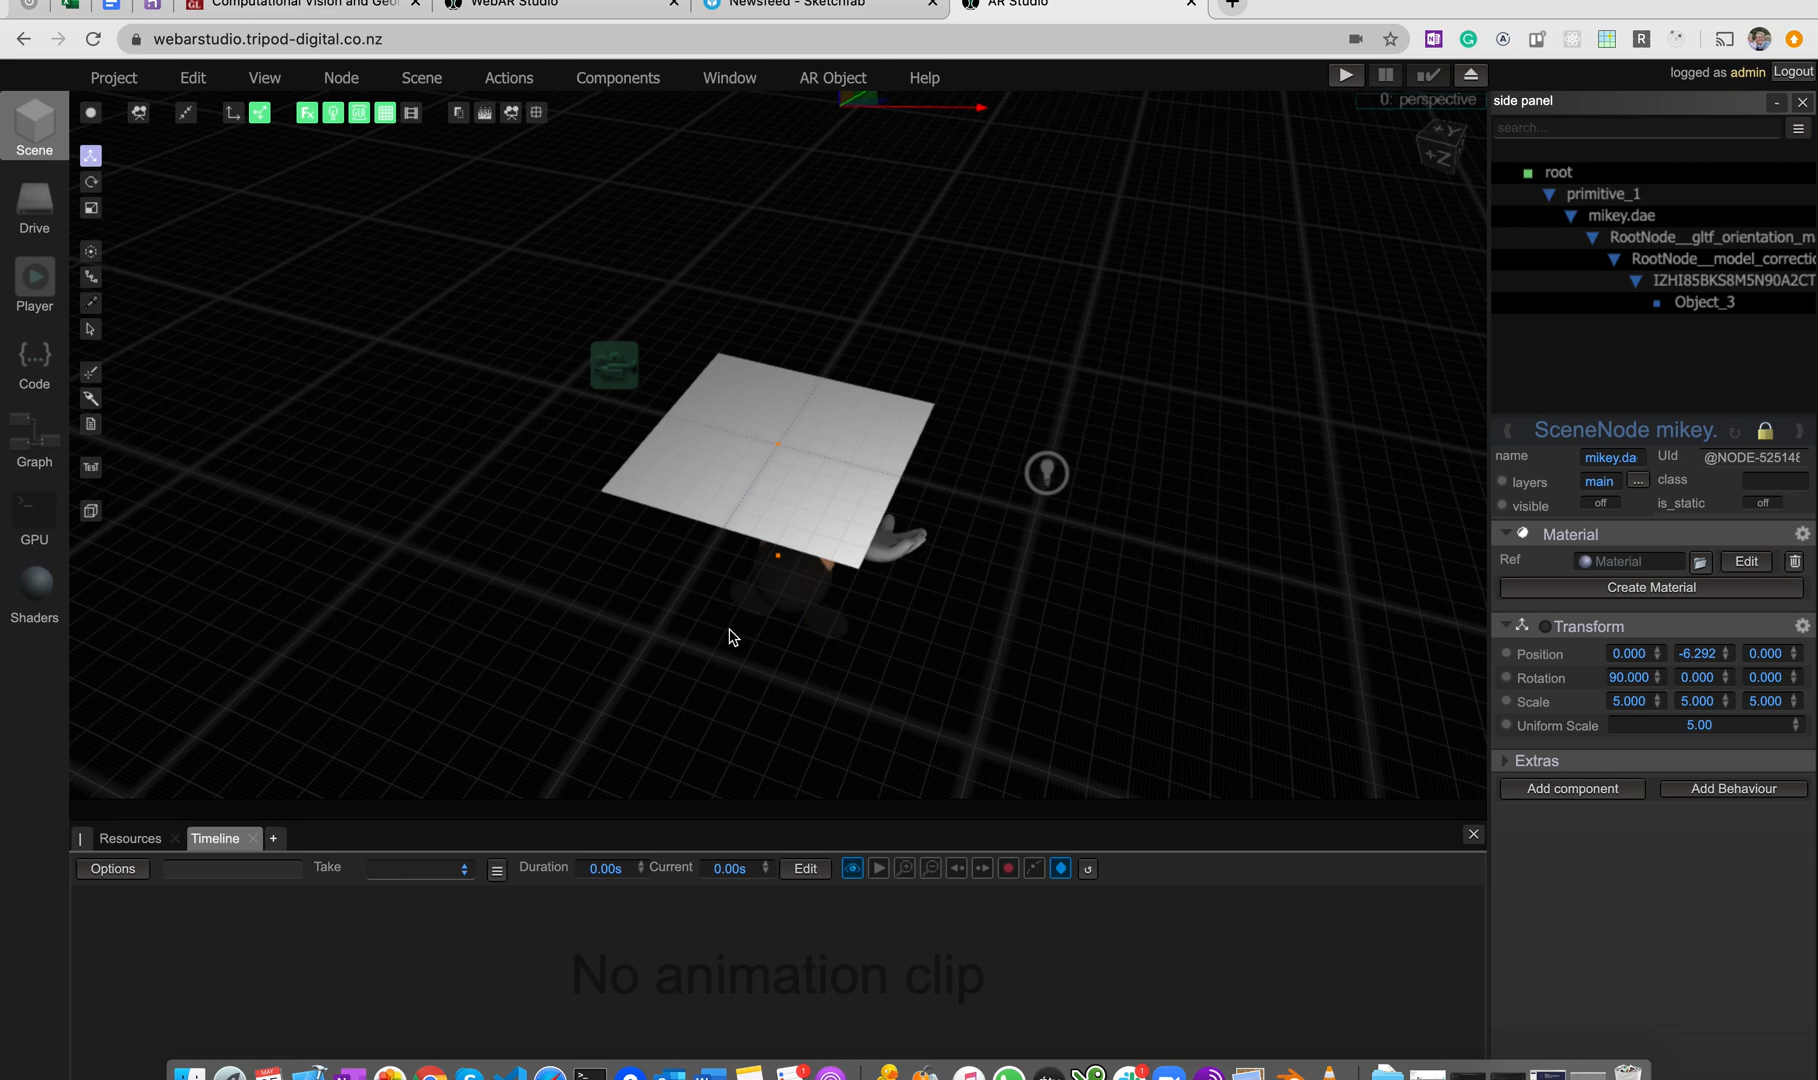 Computational Vision and Geo
WebAR Studio
Newsfeed - Sketchfab
AR Studio
webarstudio.tripod-digital.co.nz
Project Edit View Node Scene Actions Components Window AR Object Help
logged as admin Logout
0: perspective
side panel
search...
Scene
Drive
Player
Code
Graph
GPU
Shaders
Fx
GUI
TEST
+Y
+Z
root
primitive_1
mikey.dae
RootNode__gltf_orientation_m
RootNode__model_correcti
IZHI85BKS8M5N90A2CT
Object_3
SceneNode mikey.
name mikey.da UId @NODE-525148
layers main ... class
visible off is_static off
Material
Ref Material Edit
Create Material
Transform
Position 0.000 -6.292 0.000
Rotation 90.000 0.000 0.000
Scale 5.000 5.000 5.000
Uniform Scale 5.00
Extras
Add component Add Behaviour
Resources Timeline +
Options Take Duration 0.00s Current 0.00s Edit
No animation clip
MAY